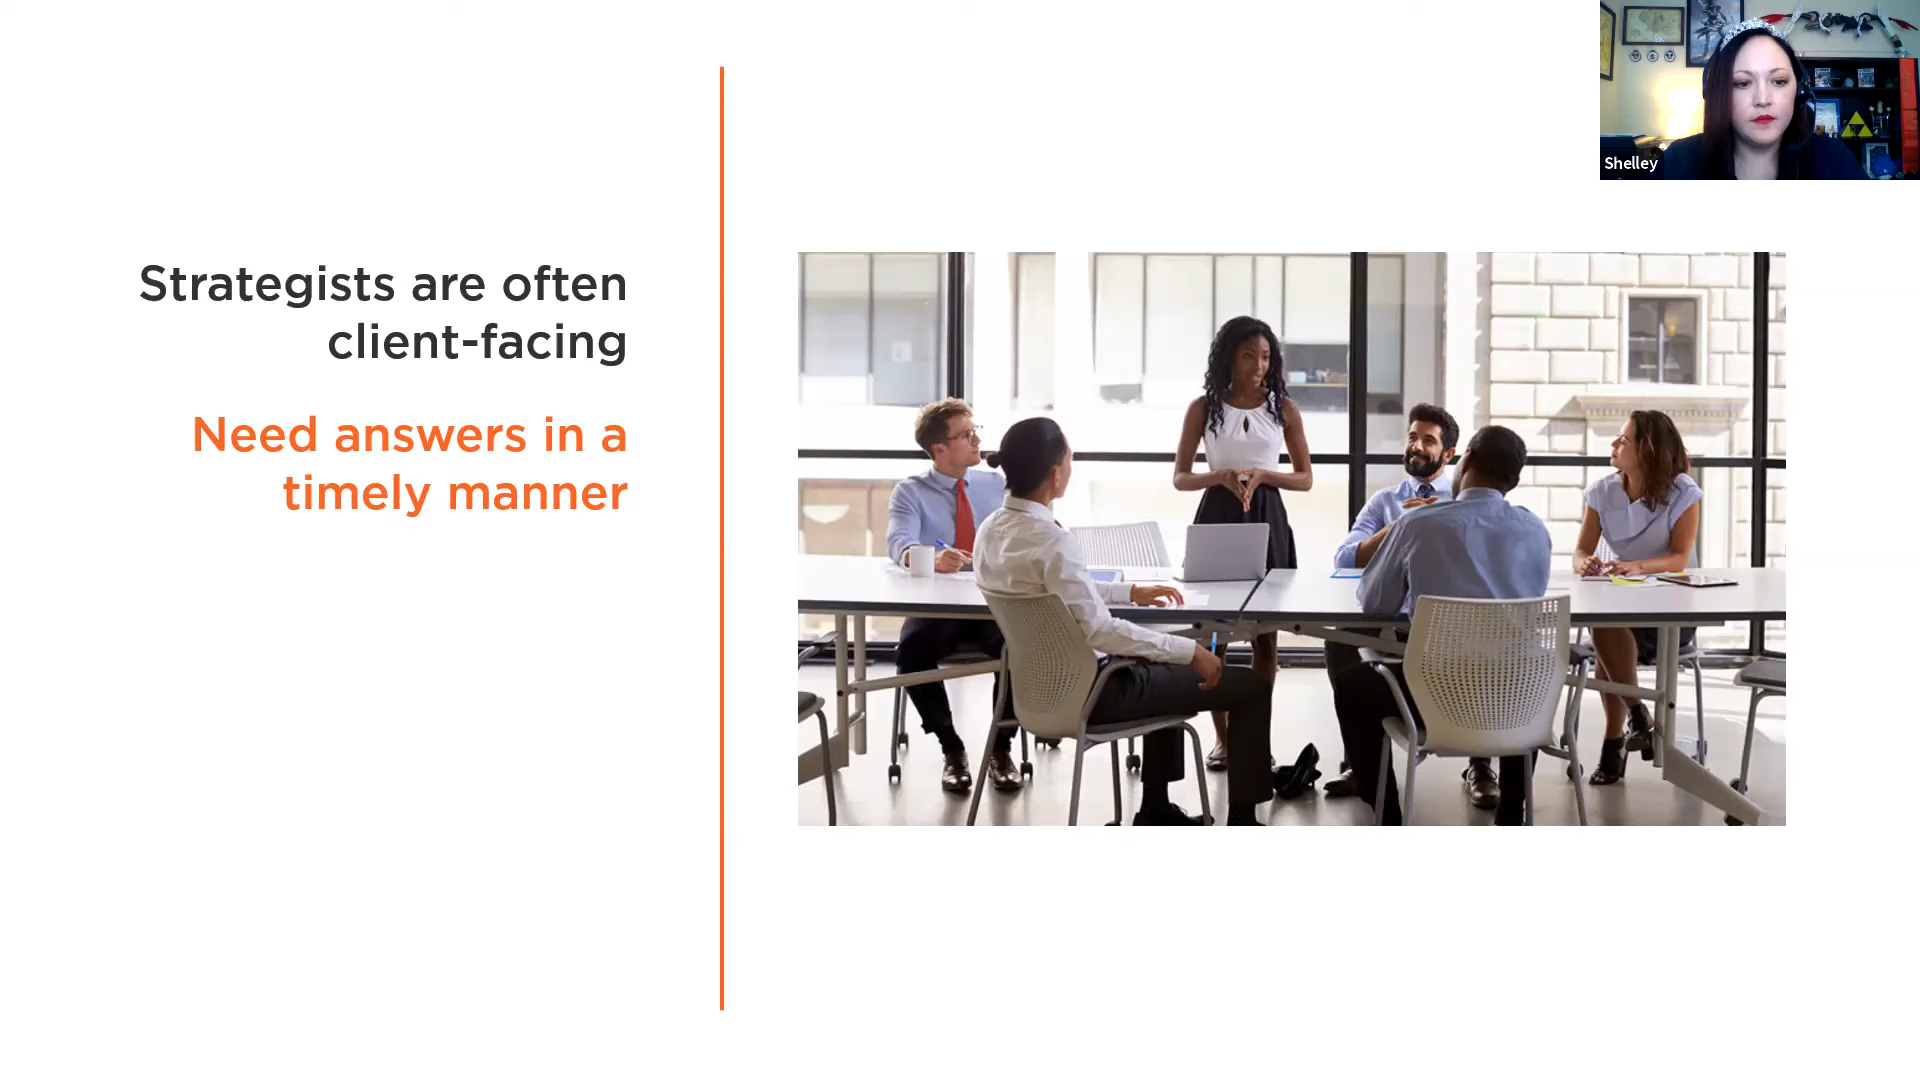 Strategists are often
client-facing
Need answers in a
timely manner
Shelley